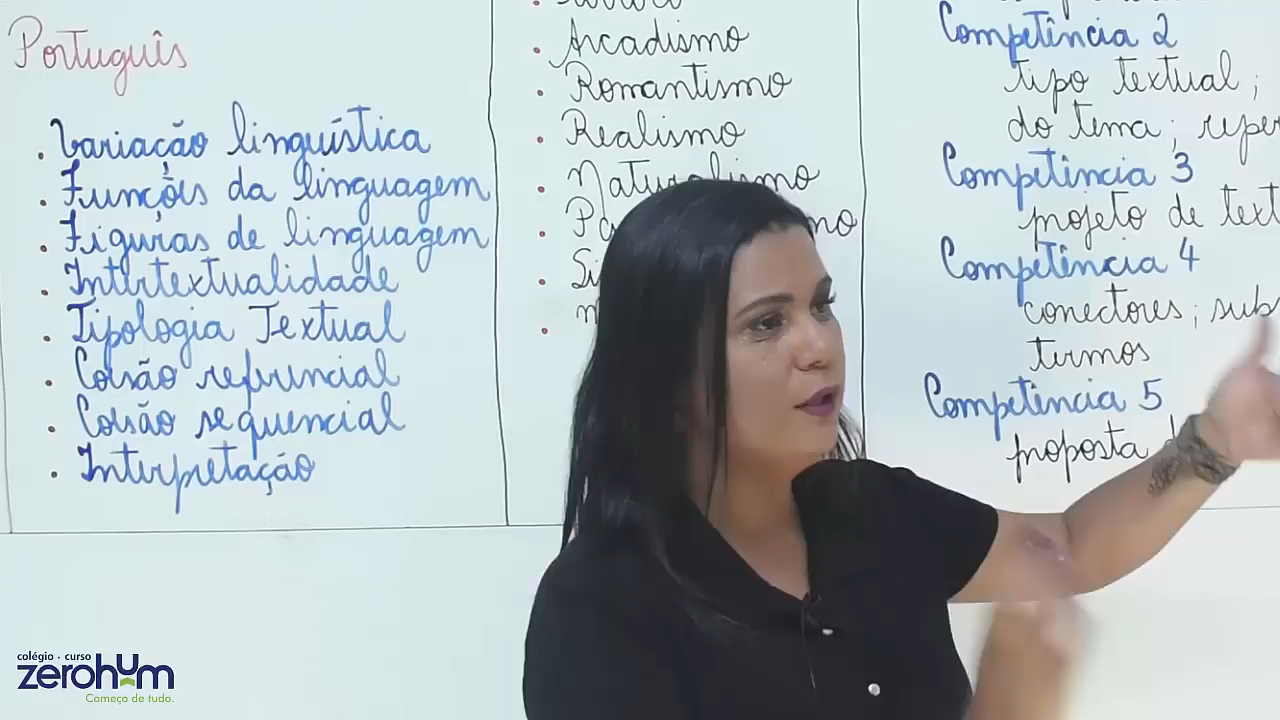 Português
. Variação linguística
. Funções da linguagem
. Figuras de linguagem
. Intertextualidade
. Tipologia Textual
. Coesão referencial
. Coesão sequencial
. Interpretação
. Arcadismo
. Romantismo
. Realismo
. Naturalismo
Competência 2
tipo textual;
do tema;
Competência 3
projeto de
Competência 4
conectores;
termos
Competência 5
proposta
colégio · curso
zerohum
Começo de tudo.